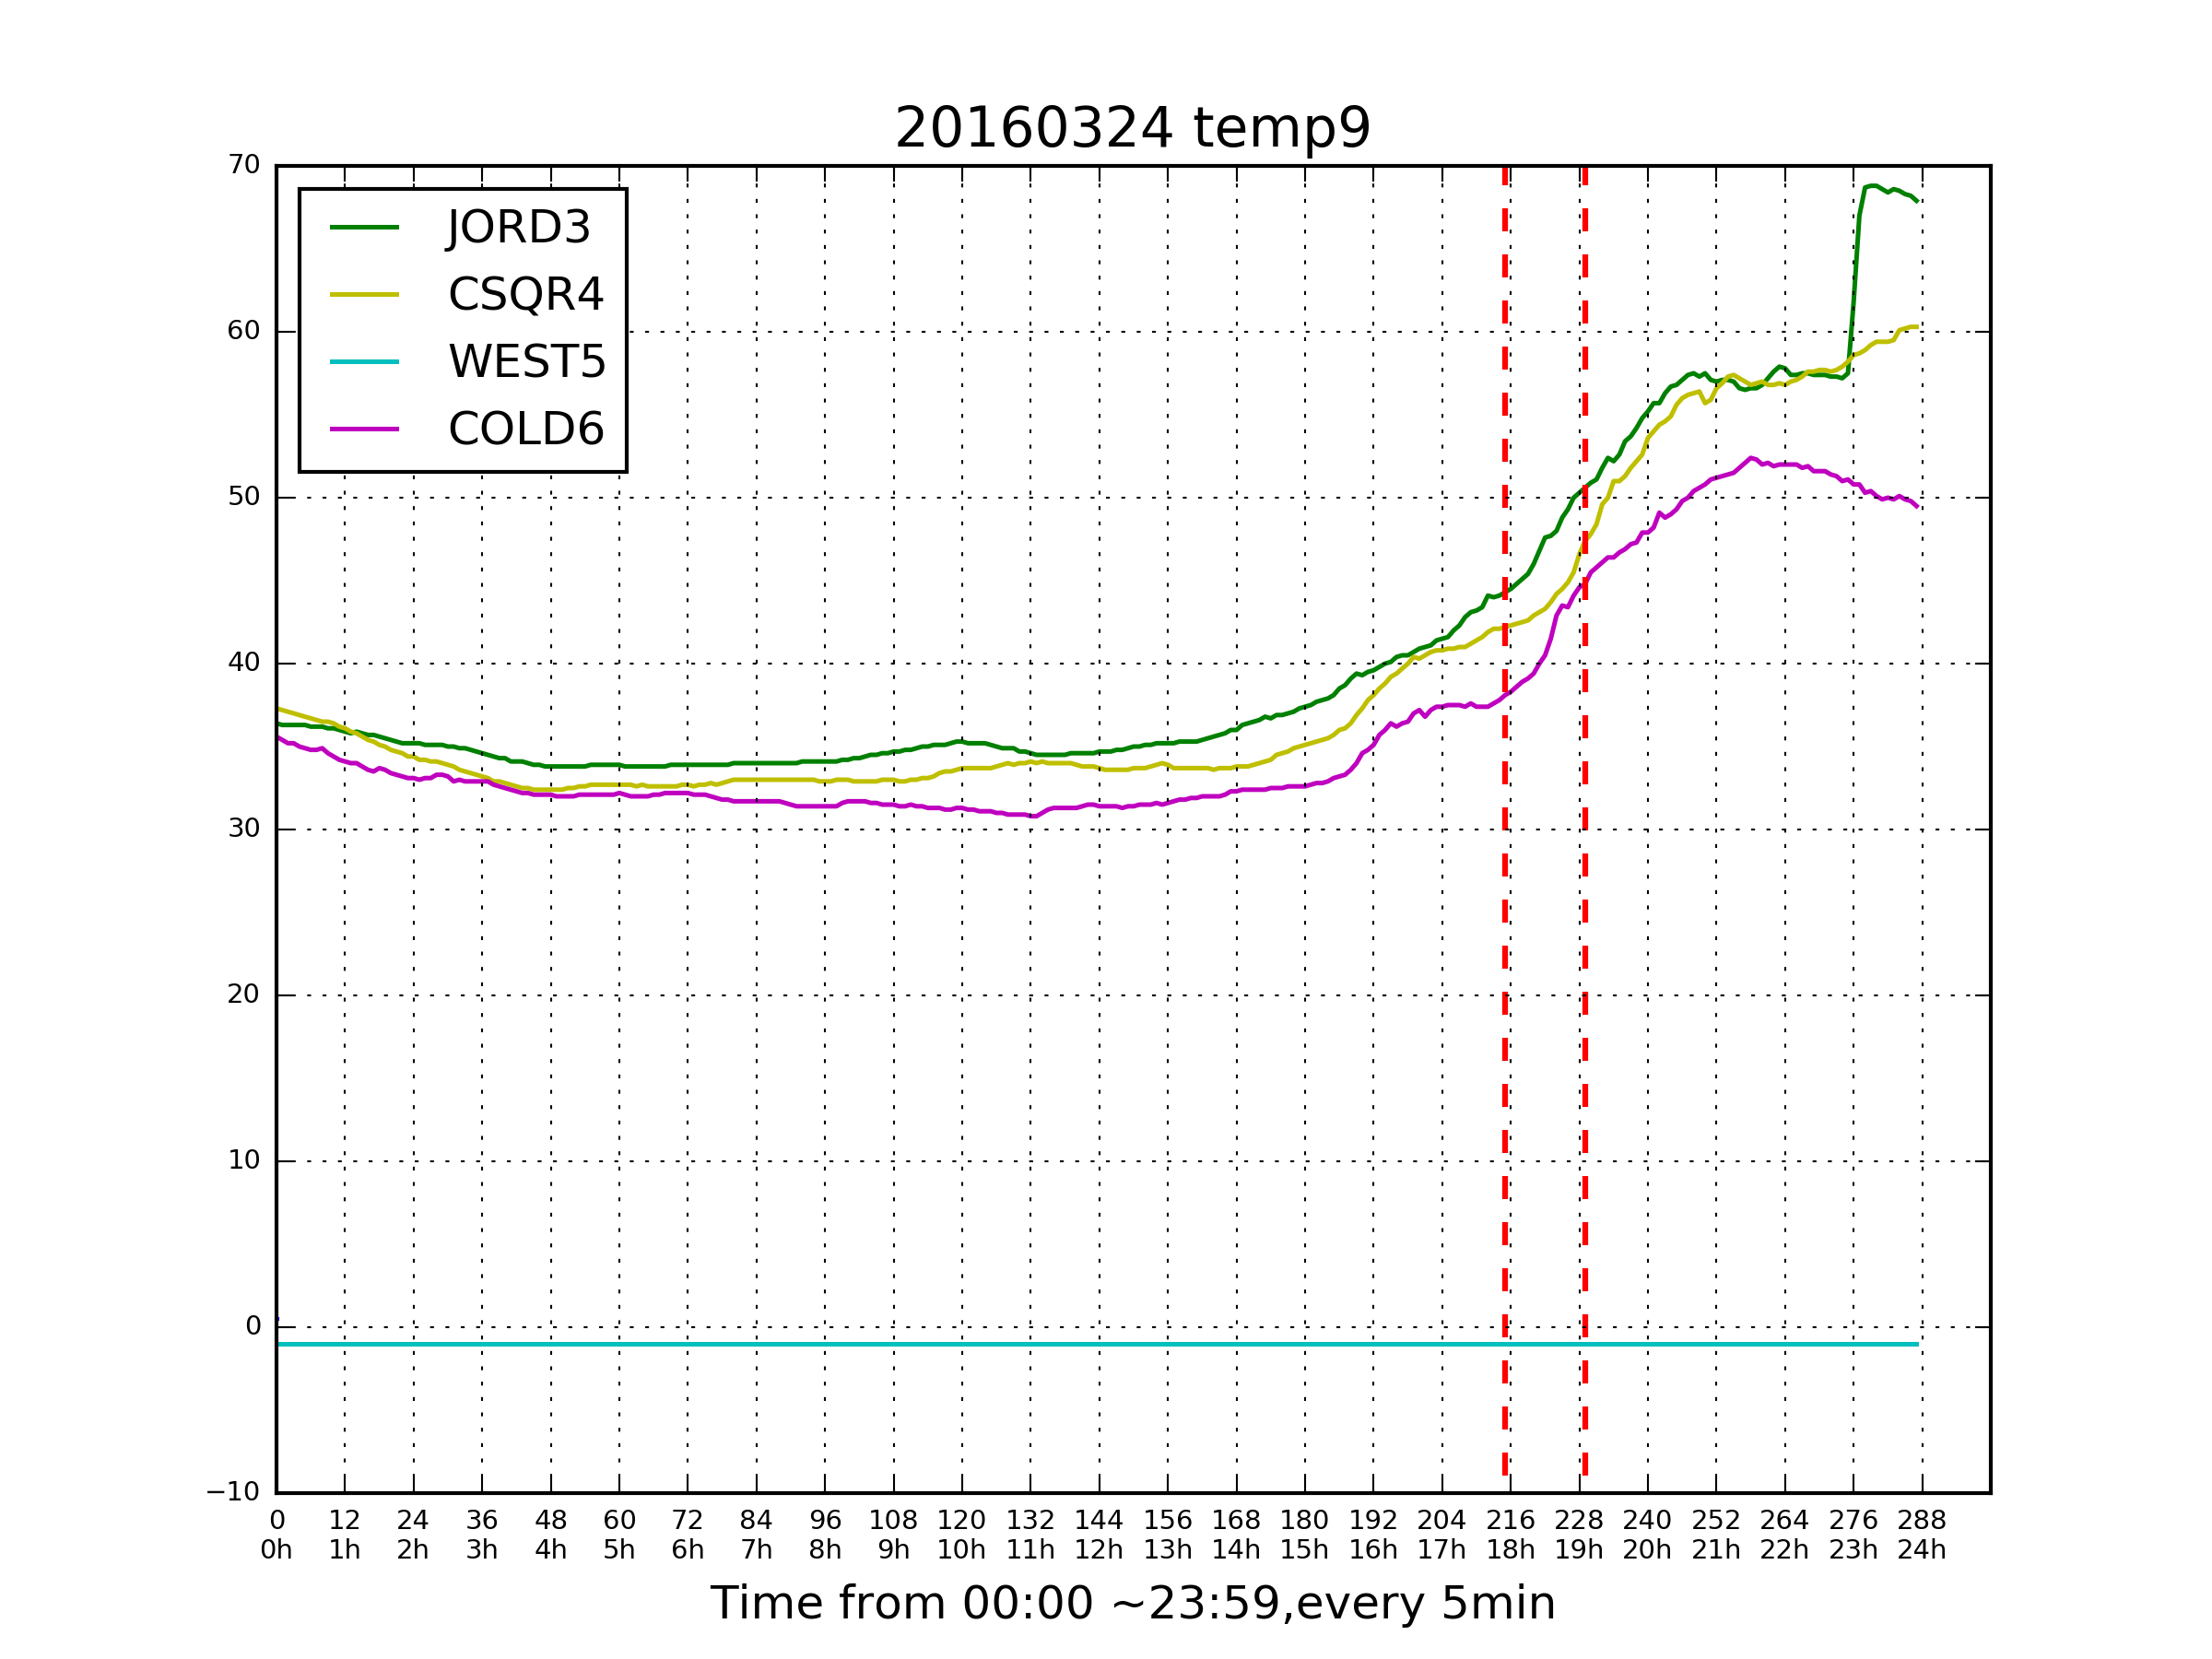 20160324 temp9
70
60
50
40
30
20
10
0
−10
JORD3
CSQR4
WEST5
COLD6
0 12 24 36 48 60 72 84 96 108 120 132 144 156 168 180 192 204 216 228 240 252 264 276 288
0h 1h 2h 3h 4h 5h 6h 7h 8h 9h 10h 11h 12h 13h 14h 15h 16h 17h 18h 19h 20h 21h 22h 23h 24h
Time from 00:00 ~23:59,every 5min